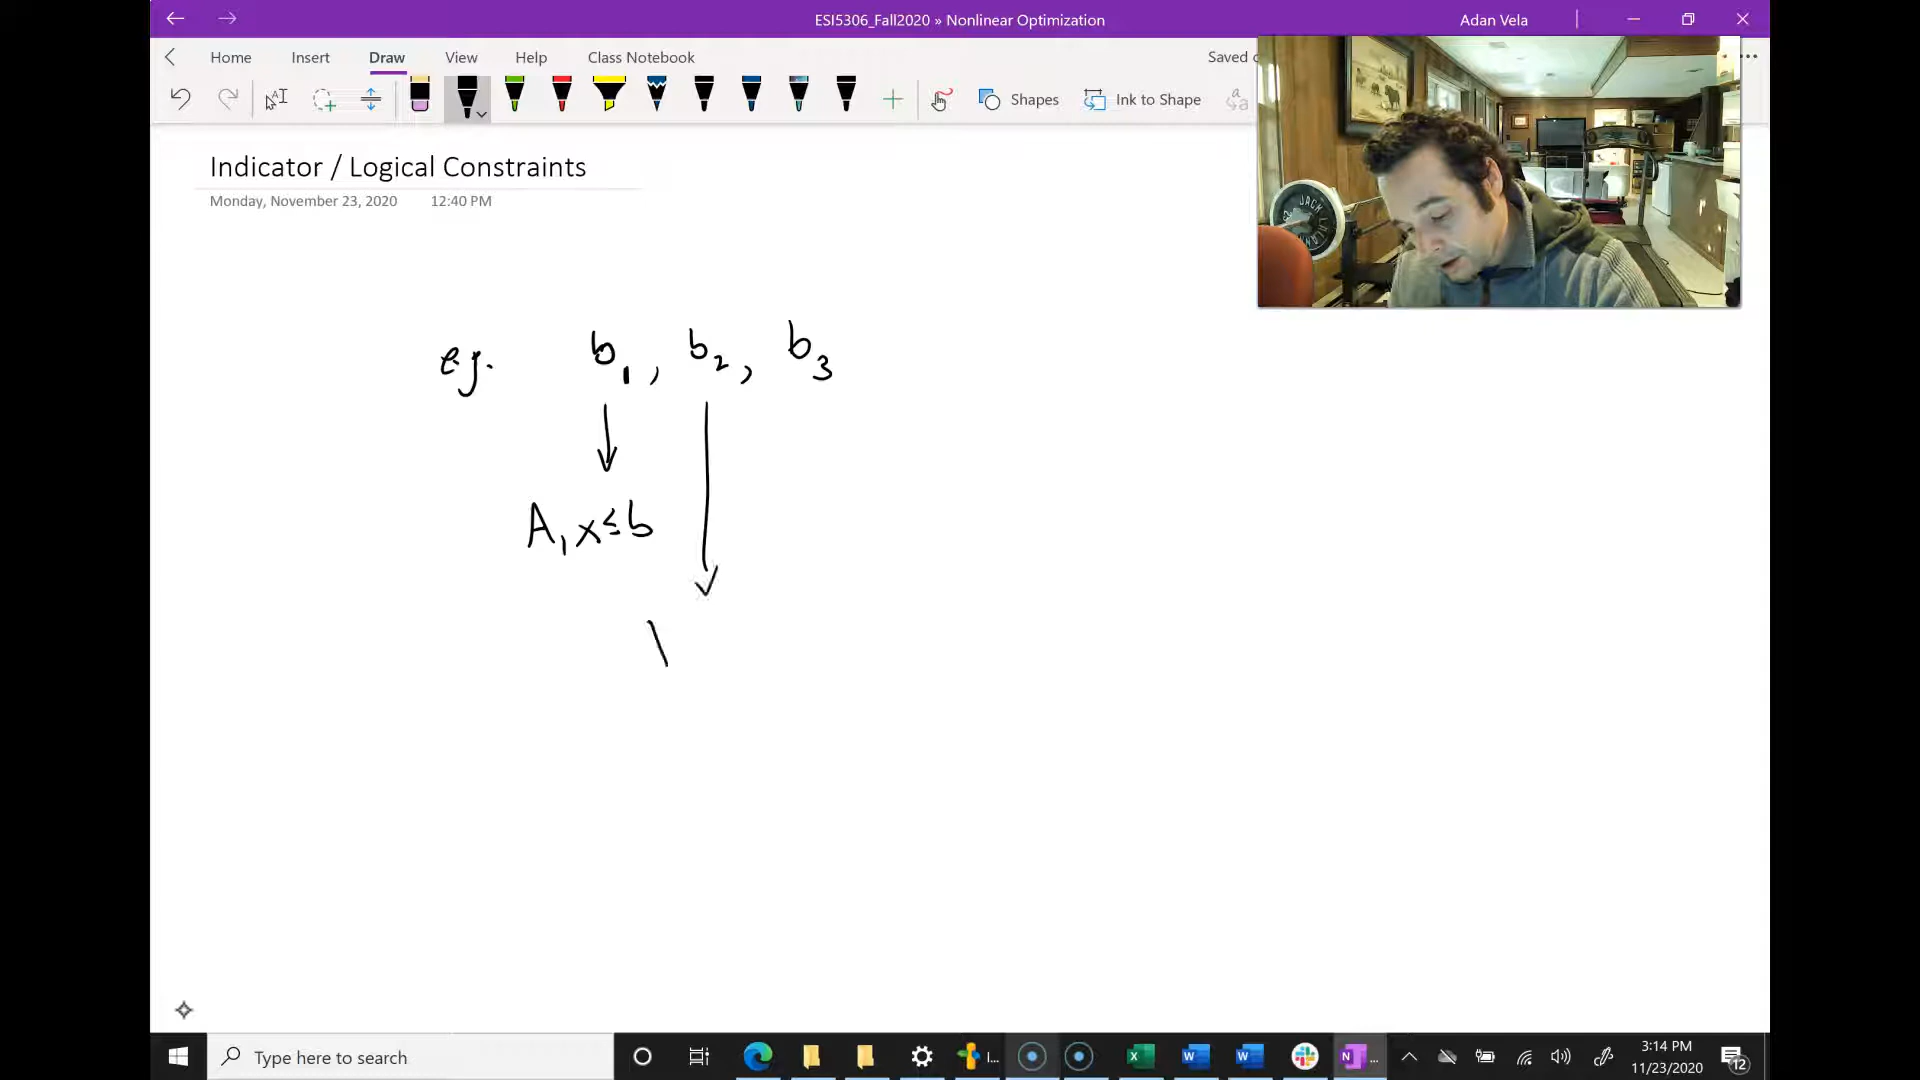 ESI5306_Fall2020 » Nonlinear Optimization
Adan Vela
Home Insert Draw View Help Class Notebook
Saved
Shapes Ink to Shape
Indicator / Logical Constraints
Monday, November 23, 2020 12:40 PM
JACK
e.g. b₁, b₂, b₃
A₁x≤b
Type here to search
I...
3:14 PM
11/23/2020
12